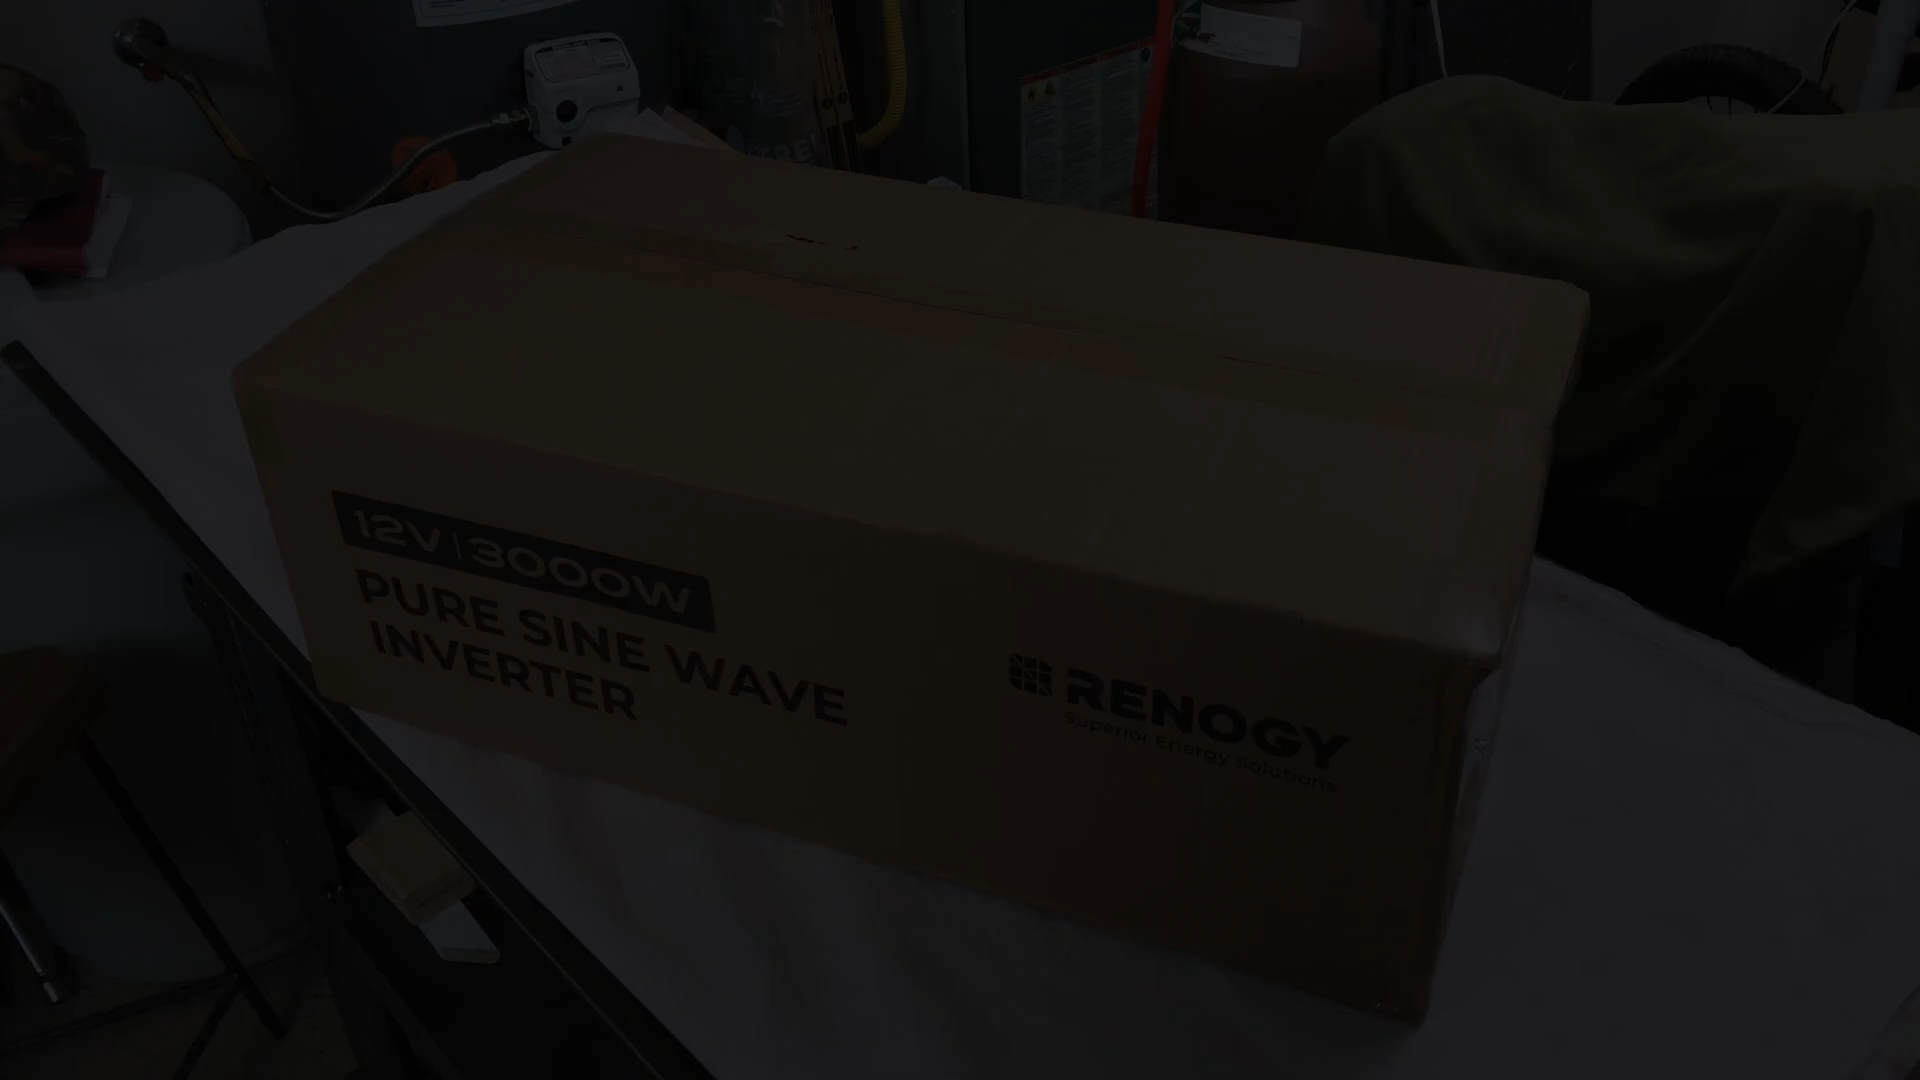 12V | 3000W
PURE SINE WAVE
INVERTER
RENOGY
Superior Energy Solutions